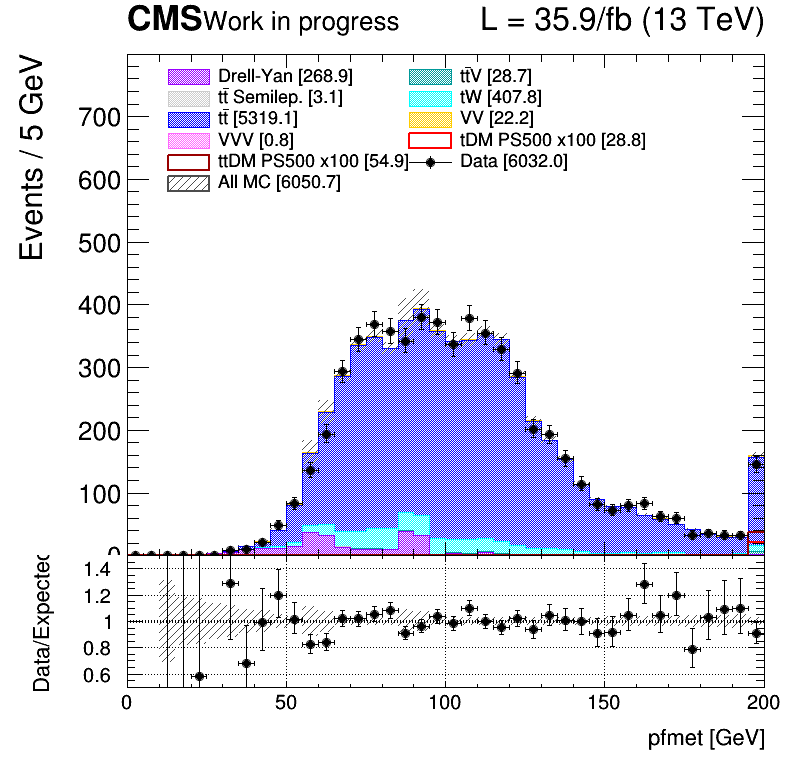 CMS Work in progress L = 35.9/fb (13 TeV)
Events / 5 GeV
Drell-Yan [268.9] tt̄V [28.7]
tt̄ Semilep. [3.1] tW [407.8]
tt̄ [5319.1] VV [22.2]
VVV [0.8] tDM PS500 x100 [28.8]
ttDM PS500 x100 [54.9] Data [6032.0]
All MC [6050.7]
700
600
500
400
300
200
100
0
Data/Expected
1.4
1.2
1
0.8
0.6
0 50 100 150 200
pfmet [GeV]